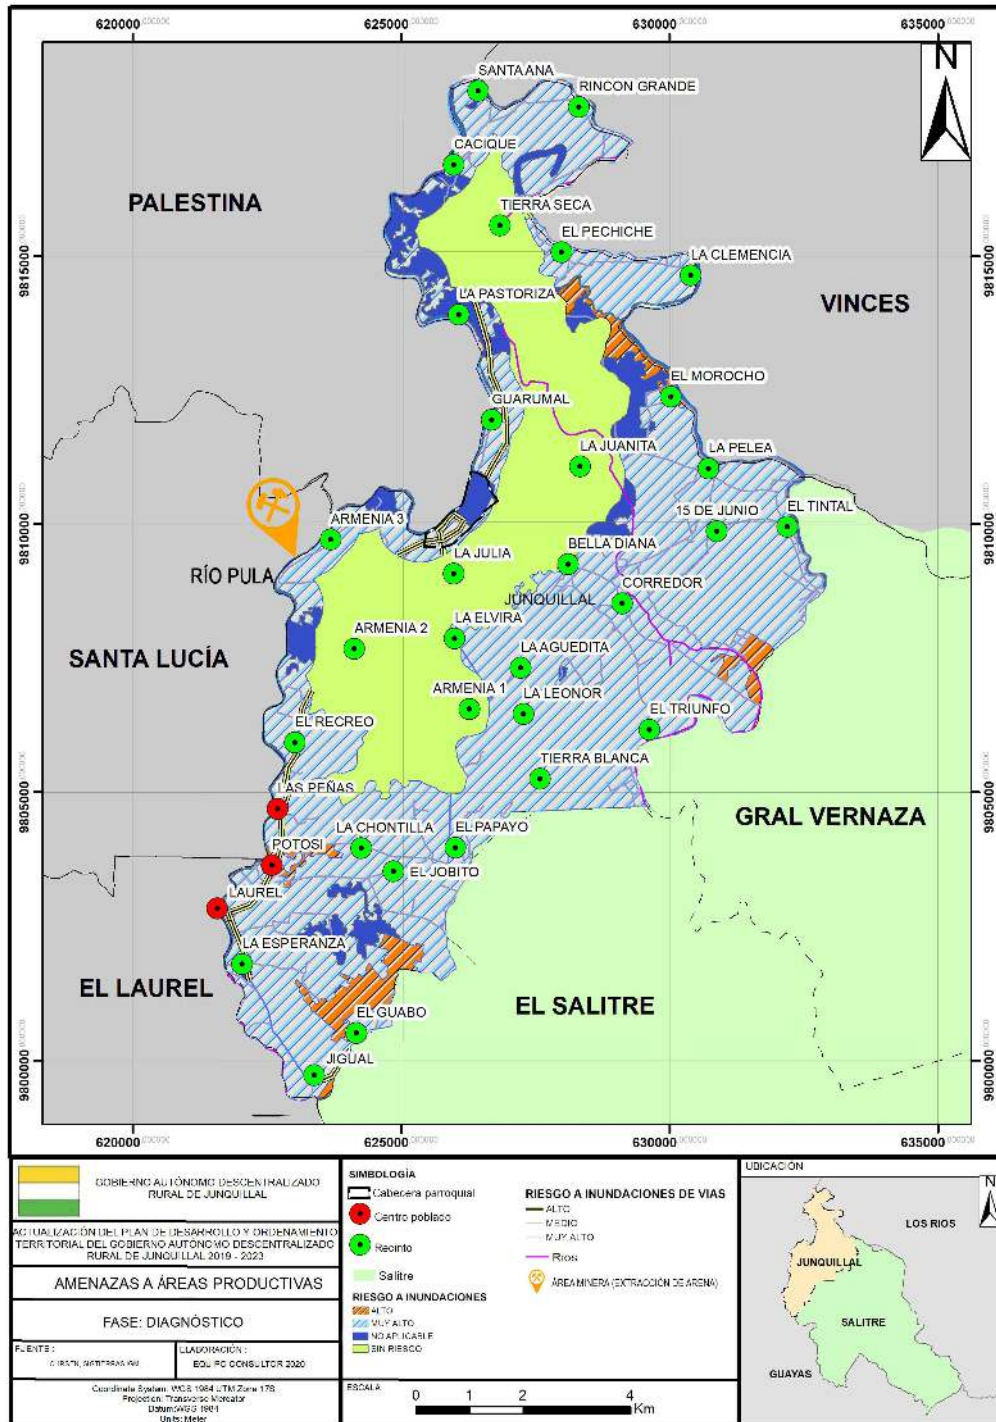 620000
625000
630000
635000
N
SANTA ANA
RINCON GRANDE
CACIQUE
PALESTINA
TIERRA SECA
EL PECHICHE
9815000
LA CLEMENCIA
9815000
LA PASTORIZA
VINCES
EL MOROCHO
GUARUMAL
LA JUANITA
LA PELEA
15 DE JUNIO
EL TINTAL
9810000
ARMENIA 3
9810000
BELLA DIANA
LA JULIA
RÍO PULA
CORREDOR
JUNQUILLAL
LA ELVIRA
ARMENIA 2
LA AGUEDITA
SANTA LUCÍA
ARMENIA 1
LA LEONOR
EL TRIUNFO
EL RECREO
TIERRA BLANCA
LAS PEÑAS
9805000
9805000
GRAL VERNAZA
LA CHONTILLA
EL PAPAYO
POTOSI
EL JOBITO
LAUREL
LA ESPERANZA
EL LAUREL
EL SALITRE
EL GUABO
JIGUAL
9800000
9800000
620000
625000
630000
635000
GOBIERNO AUTÓNOMO DESCENTRALIZADO
RURAL DE JUNQUILLAL
ACTUALIZACIÓN DEL PLAN DE DESARROLLO Y ORDENAMIENTO
TERRITORIAL DEL GOBIERNO AUTÓNOMO DESCENTRALIZADO
RURAL DE JUNQUILLAL 2019 - 2023
AMENAZAS A ÁREAS PRODUCTIVAS
FASE: DIAGNÓSTICO
FUENTE:
ELABORACIÓN :
EQUIPO CONSULTOR 2020
Coordinate System: WGS 1984 UTM Zone 17S
Projection: Transverse Mercator
Datum: WGS 1984
Units: Meter
SIMBOLOGÍA
Cabecera parroquial
Centro poblado
Recinto
Salitre
RIESGO A INUNDACIONES
ALTO
MUY ALTO
NO APLICABLE
SIN RIESGO
RIESGO A INUNDACIONES DE VIAS
ALTO
MEDIO
MUY ALTO
Rios
ÁREA MINERA (EXTRACCIÓN DE ARENA)
ESCALA
0 1 2 4
Km
UBICACIÓN
N
LOS RIOS
JUNQUILLAL
SALITRE
GUAYAS